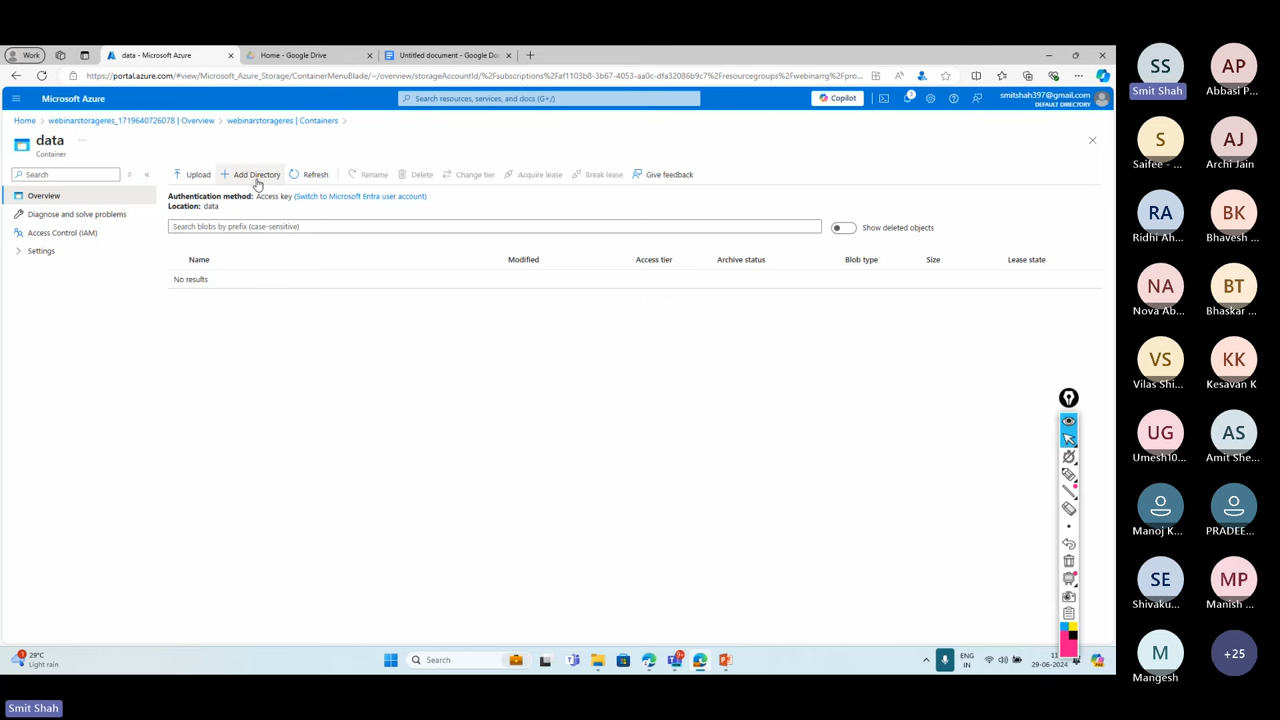 Work
data - Microsoft Azure
Home - Google Drive
Untitled document - Google Do
https://portal.azure.com/#view/Microsoft_Azure_Storage/ContainerMenuBlade/~/overview/storageAccountId/%2Fsubscriptions%2Faf1103b8-3b67-4053-aa0c-dfa32086b9c7%2Fresourcegroups%2Fwebinarrg%2Fpro...
Microsoft Azure
Search resources, services, and docs (G+/)
Copilot
1
smitshah397@gmail.com
DEFAULT DIRECTORY
Home > webinarstorageres_1719640726078 | Overview > webinarstorageres | Containers >
data
...
Container
Search
Upload
Add Directory
Refresh
Rename
Delete
Change tier
Acquire lease
Break lease
Give feedback
Overview
Diagnose and solve problems
Access Control (IAM)
Settings
Authentication method: Access key (Switch to Microsoft Entra user account)
Location: data
Search blobs by prefix (case-sensitive)
Show deleted objects
Name Modified Access tier Archive status Blob type Size Lease state
No results
1
29°C
Light rain
Search
ENG
IN
29-06-2024
SS
Smit Shah
AP
Abbasi P...
S
Saifee - ...
AJ
Archi Jain
RA
Ridhi Ah...
BK
Bhavesh ...
NA
Nova Ab...
BT
Bhaskar ...
VS
Vilas Shi...
KK
Kesavan K
UG
Umesh10...
AS
Amit She...
Manoj K...
PRADEE...
SE
Shivaku...
MP
Manish ...
M
Mangesh
+25
Smit Shah